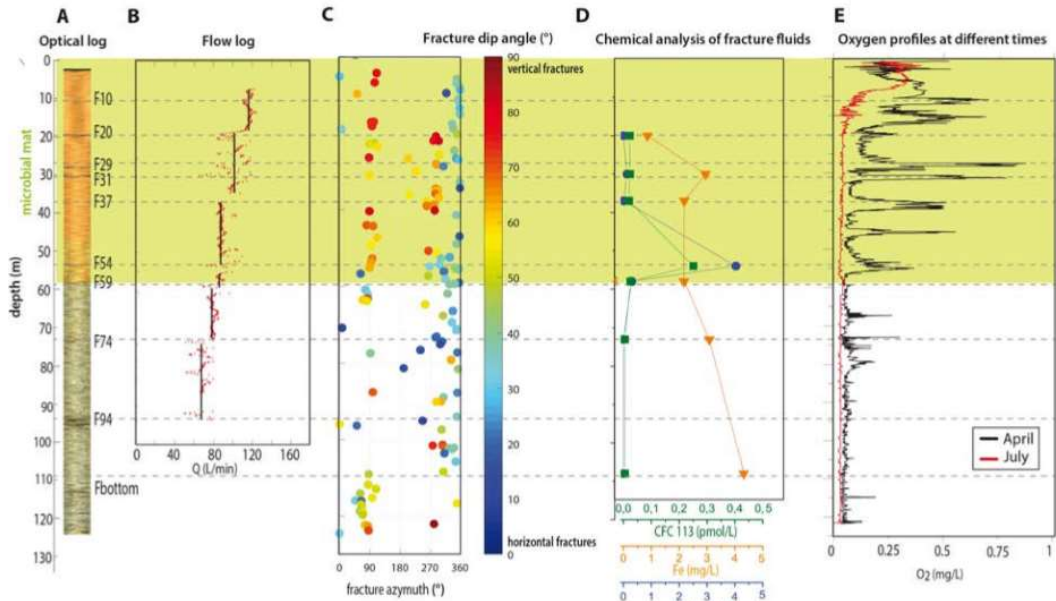 A
Optical log
B
Flow log
C
Fracture dip angle (°)
D
Chemical analysis of fracture fluids
E
Oxygen profiles at different times
microbial mat
depth (m)
0
10
20
30
40
50
60
70
80
90
100
110
120
130
F10
F20
F29
F31
F37
F54
F59
F74
F94
Fbottom
0 40 80 120 160
Q (L/min)
0 90 180 270 360
fracture azymuth (°)
90
vertical fractures
80
70
60
50
40
30
20
10
horizontal fractures
0
0,0 0,1 0,2 0,3 0,4 0,5
CFC 113 (pmol/L)
0 1 2 3 4 5
Fe (mg/L)
0 1 2 3 4 5
April
July
0 0.25 0.5 0.75 1
O2 (mg/L)